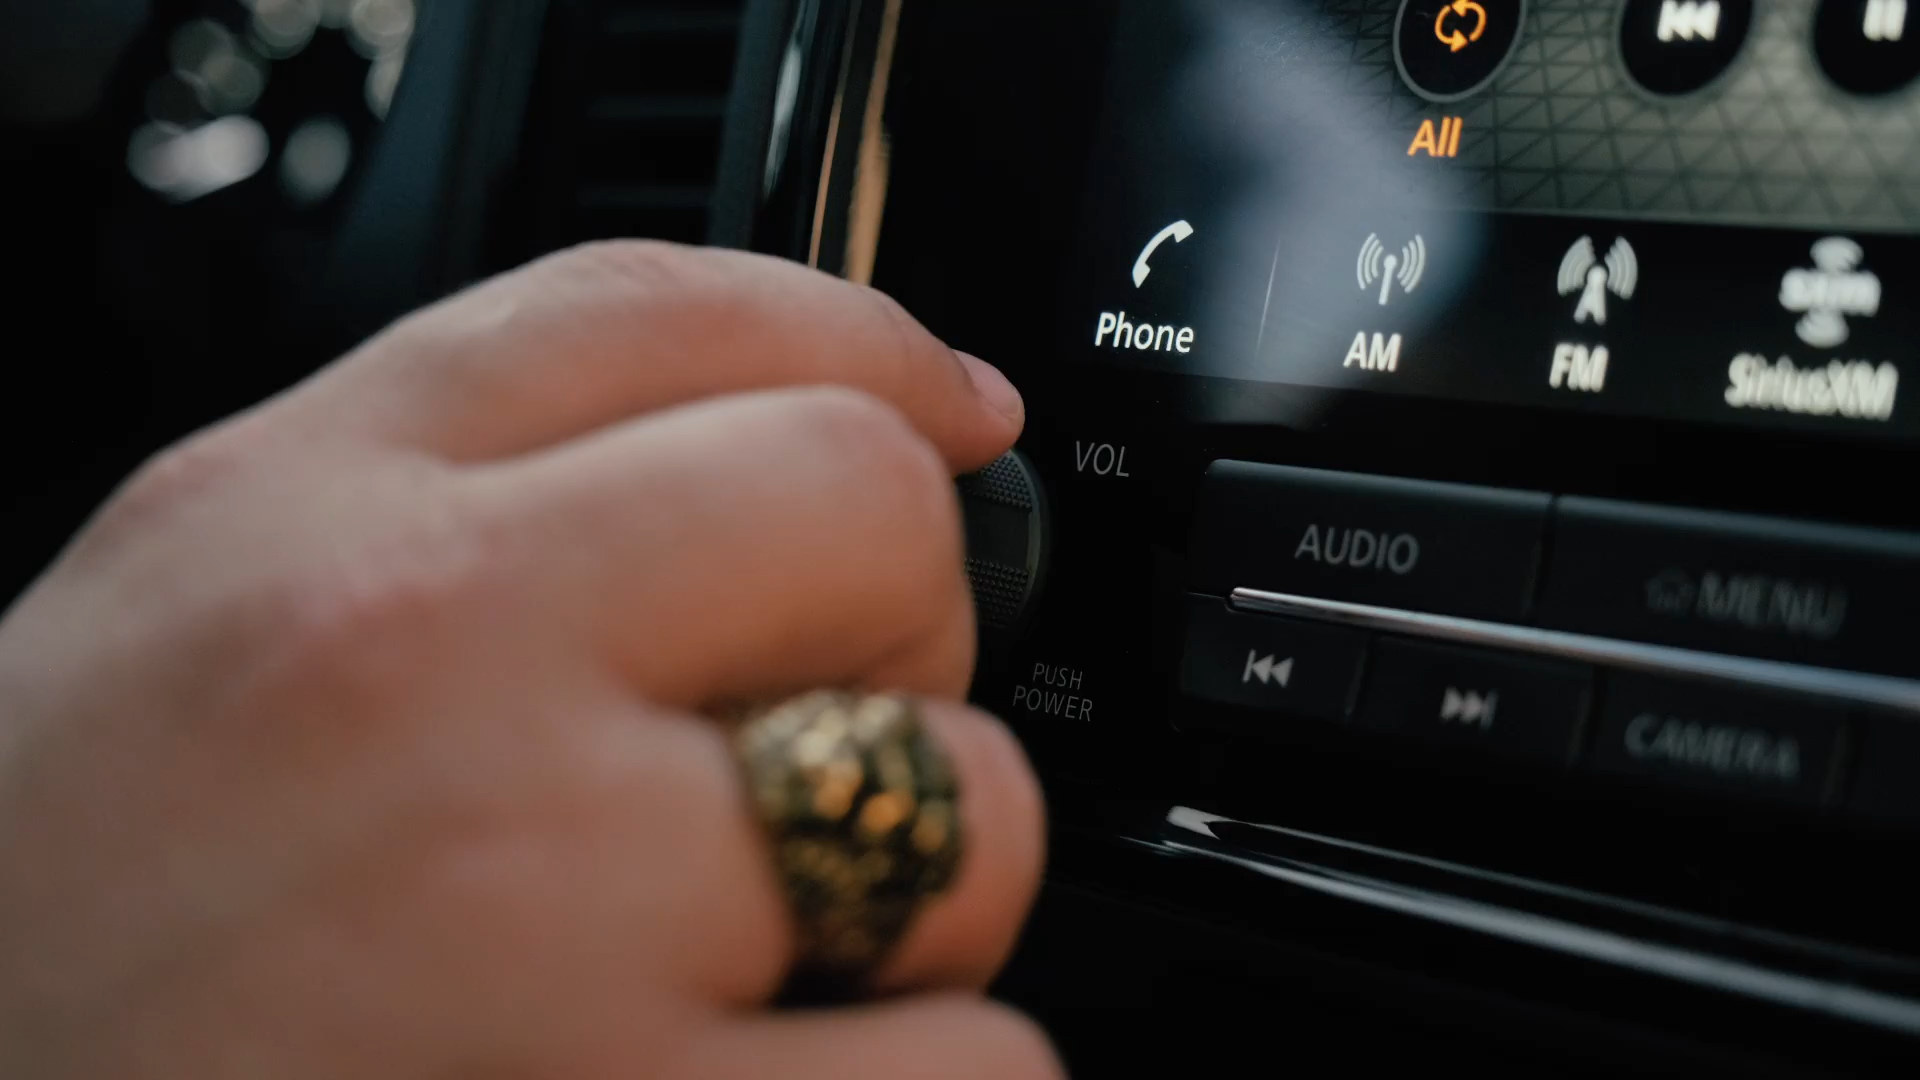 All
Phone
AM
FM
SiriusXM
VOL
AUDIO
MENU
PUSH
POWER
CAMERA